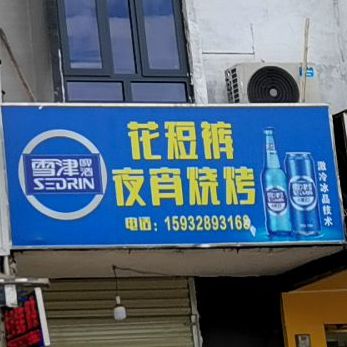 雪津
啤酒
SEDRIN
花短裤
夜宵烧烤
电话：15932893168
激冷冰晶技术